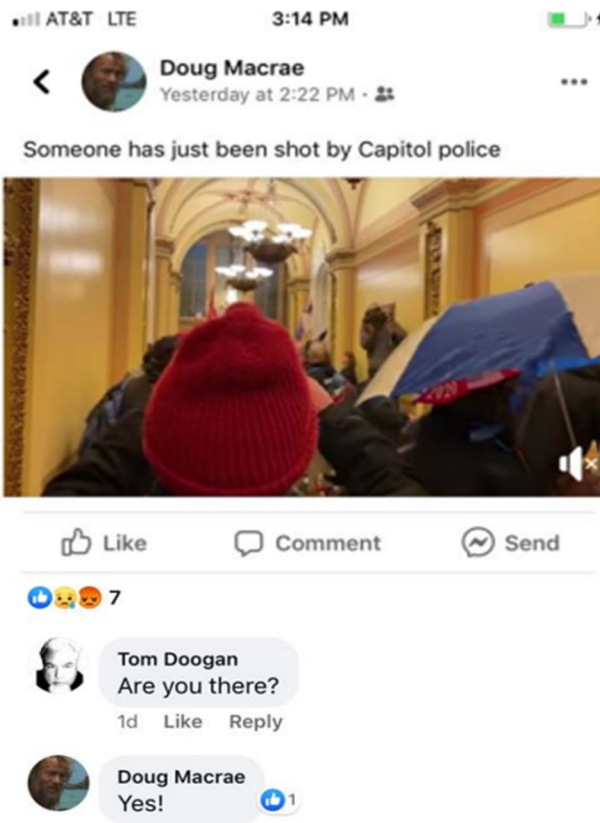 AT&T LTE 3:14 PM
Doug Macrae
Yesterday at 2:22 PM ·
Someone has just been shot by Capitol police
Like Comment Send
7
Tom Doogan
Are you there?
1d Like Reply
Doug Macrae
Yes!
1